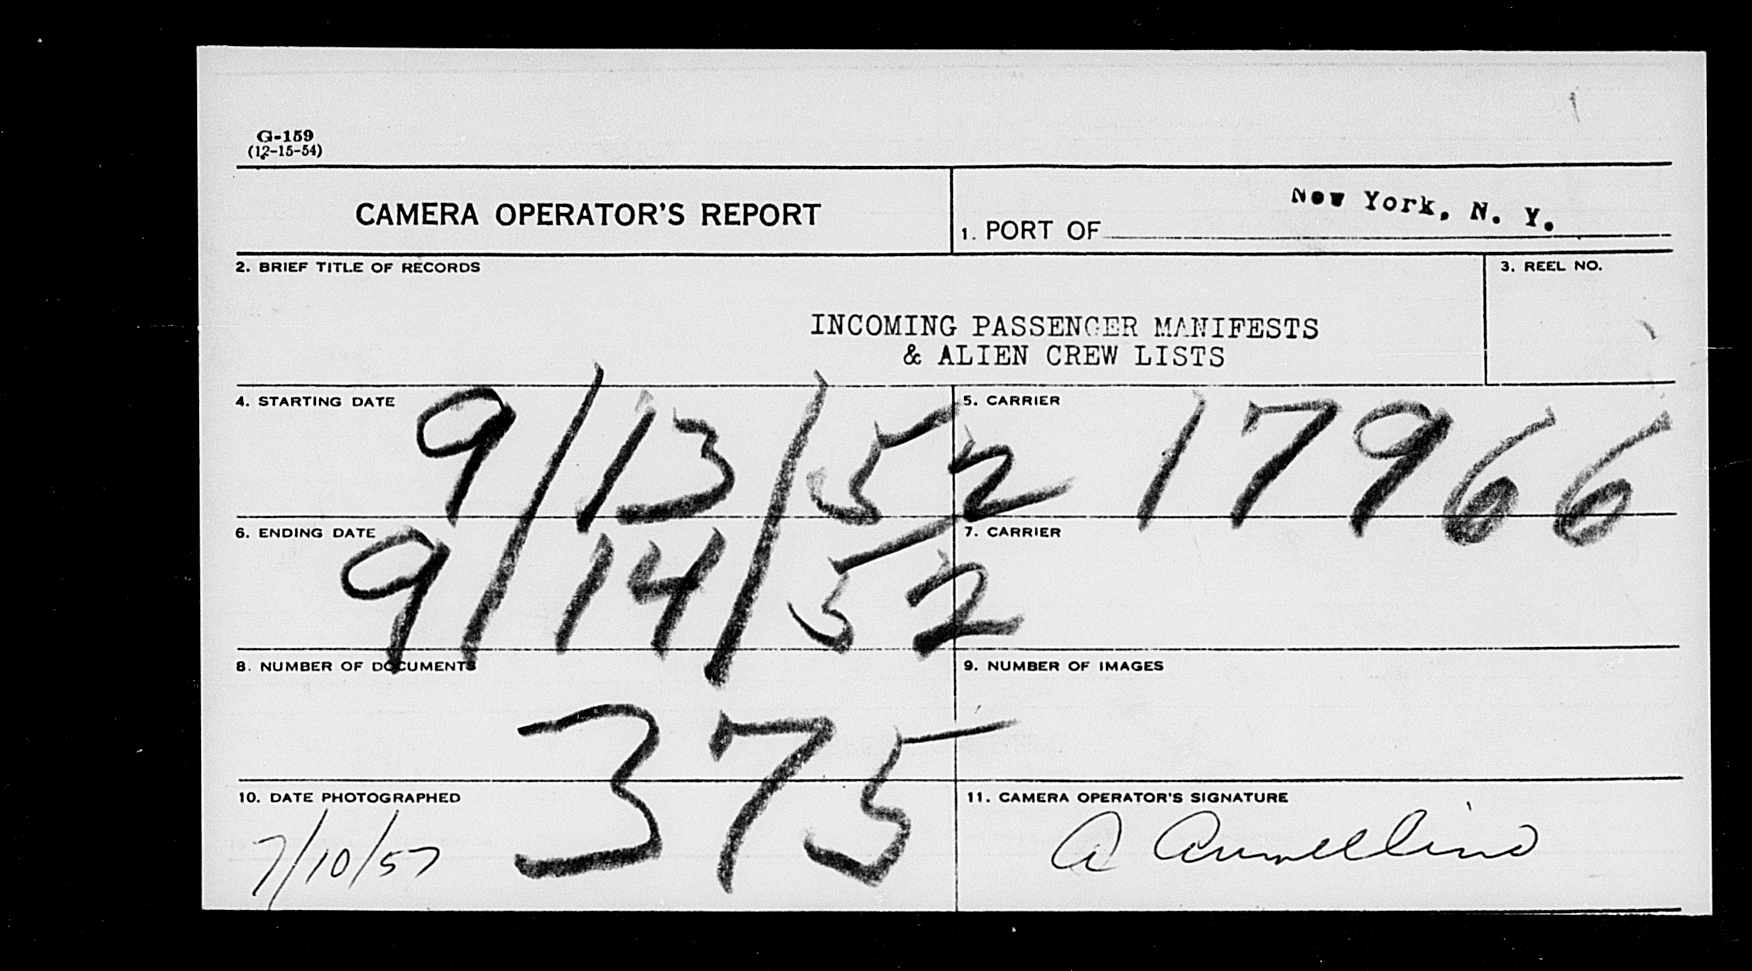 G-159
(12-15-54)
CAMERA OPERATOR'S REPORT
1. PORT OF New York, N. Y.
2. BRIEF TITLE OF RECORDS
3. REEL NO.
INCOMING PASSENGER MANIFESTS
& ALIEN CREW LISTS
4. STARTING DATE 9/13/52
5. CARRIER 17966
6. ENDING DATE 9/14/52
7. CARRIER
8. NUMBER OF DOCUMENTS 375
9. NUMBER OF IMAGES
10. DATE PHOTOGRAPHED
7/10/57
11. CAMERA OPERATOR'S SIGNATURE
A